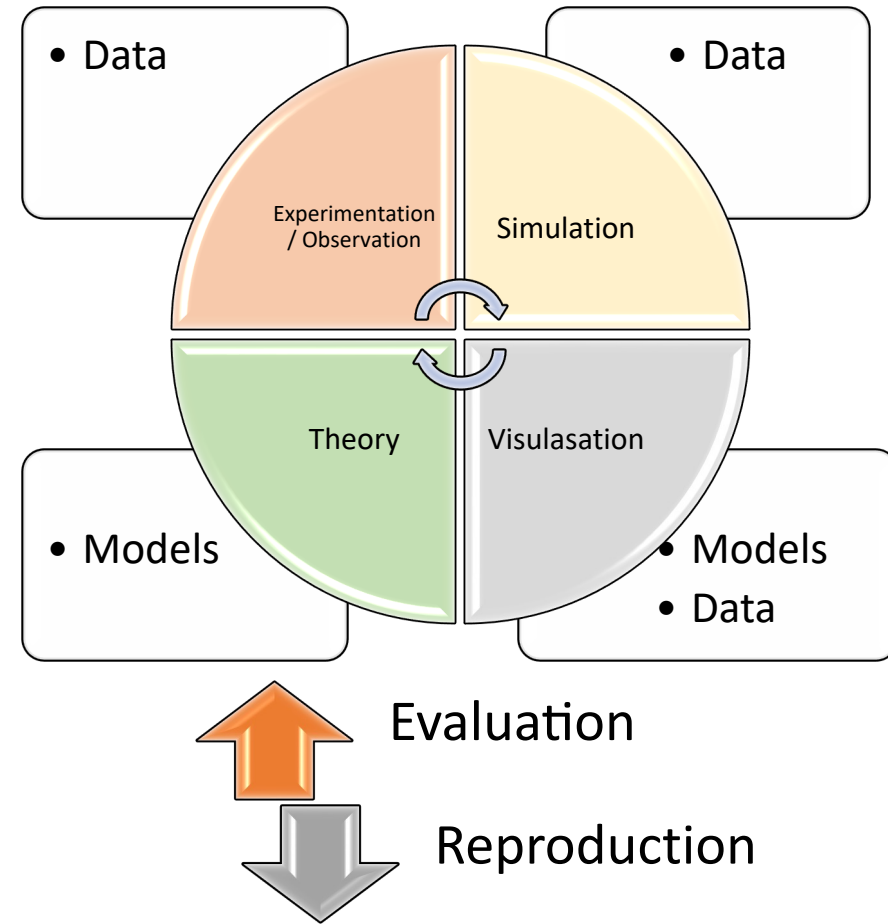 • Data
• Data
Experimentation
/ Observation
Simulation
Theory
Visulasation
• Models
• Models
• Data
Evaluation
Reproduction